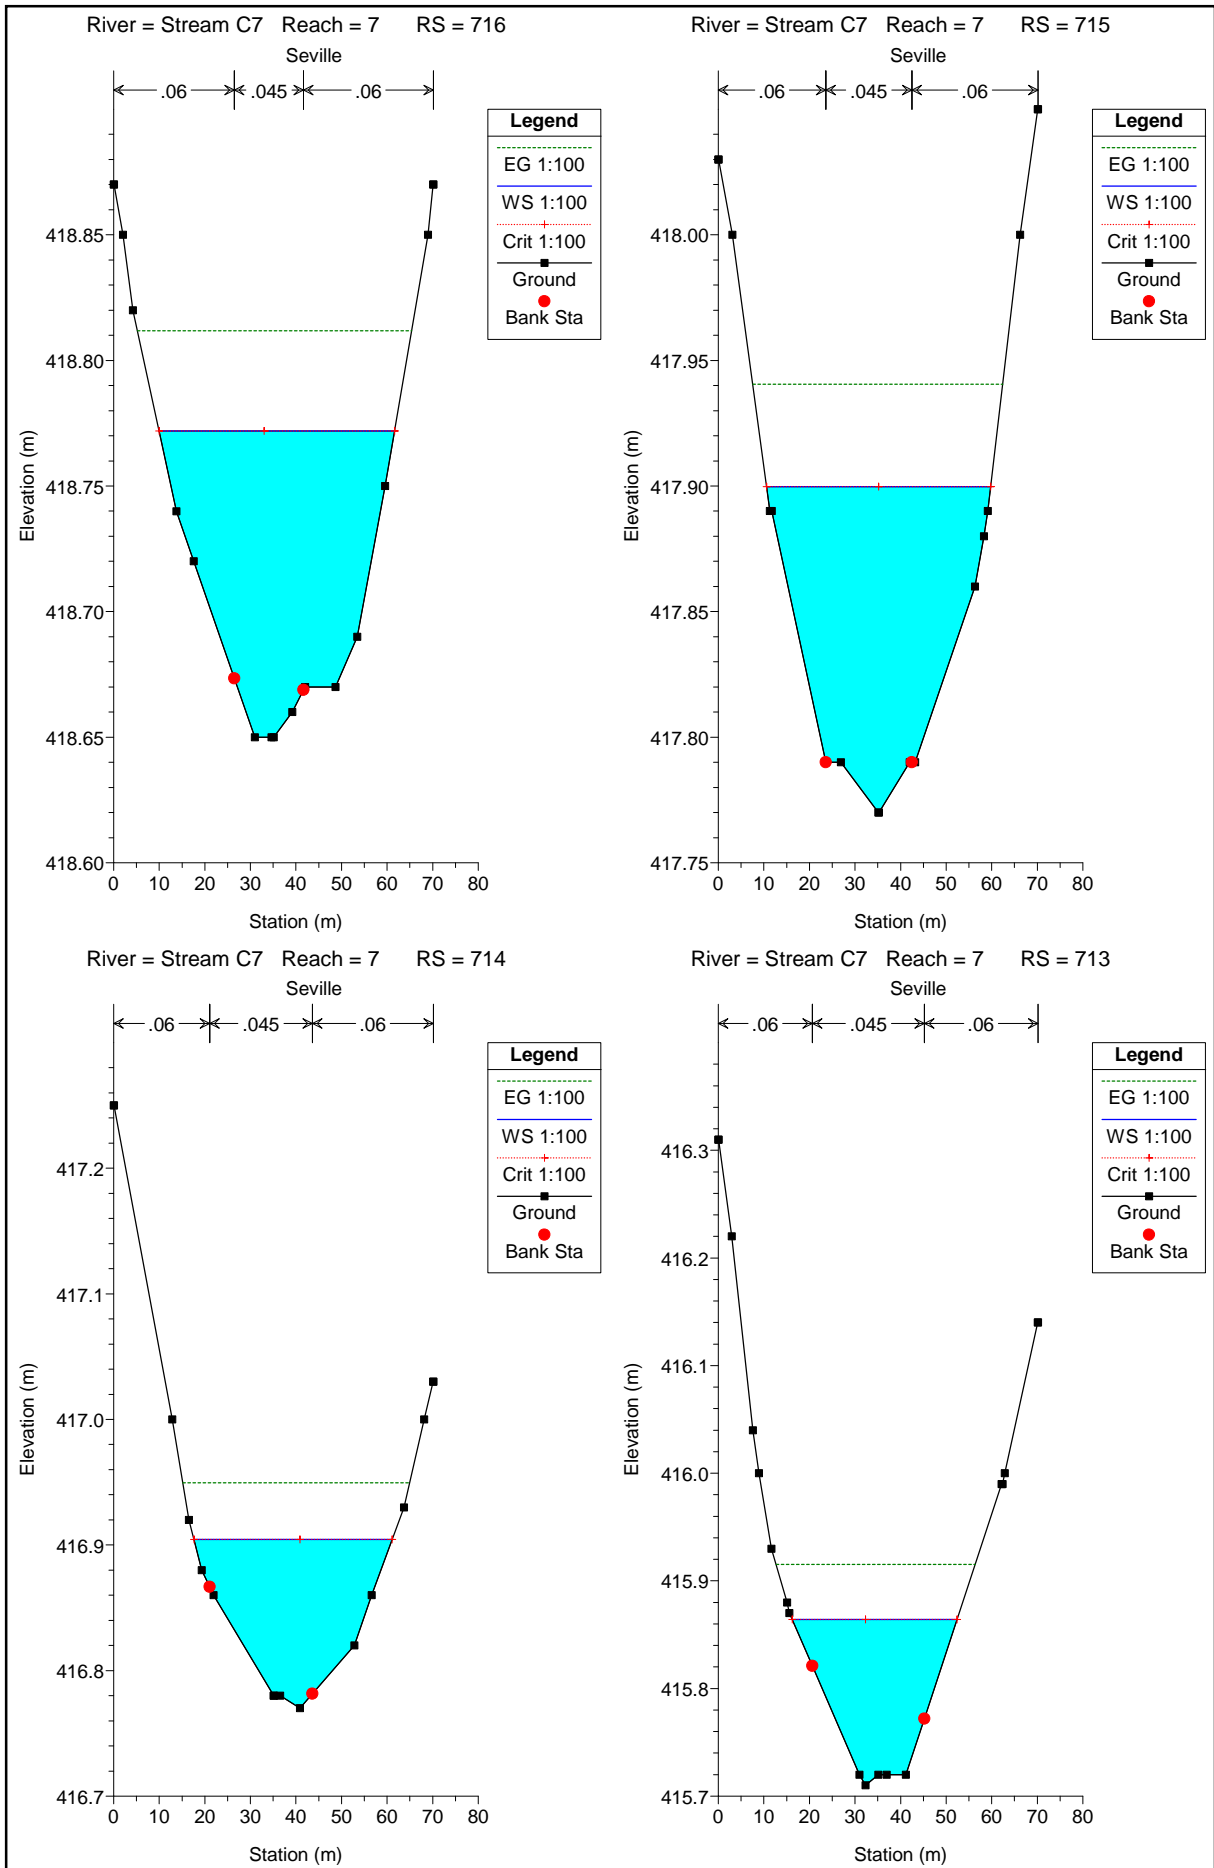 River = Stream C7   Reach = 7      RS = 716
Seville
.06   .045   .06
Legend
EG 1:100
WS 1:100
Crit 1:100
Ground
Bank Sta
418.85
418.80
418.75
418.70
418.65
418.60
Elevation (m)
0 10 20 30 40 50 60 70 80
Station (m)
River = Stream C7   Reach = 7      RS = 715
Seville
.06   .045   .06
Legend
EG 1:100
WS 1:100
Crit 1:100
Ground
Bank Sta
418.00
417.95
417.90
417.85
417.80
417.75
Elevation (m)
0 10 20 30 40 50 60 70 80
Station (m)
River = Stream C7   Reach = 7      RS = 714
Seville
.06   .045   .06
Legend
EG 1:100
WS 1:100
Crit 1:100
Ground
Bank Sta
417.2
417.1
417.0
416.9
416.8
416.7
Elevation (m)
0 10 20 30 40 50 60 70 80
Station (m)
River = Stream C7   Reach = 7      RS = 713
Seville
.06   .045   .06
Legend
EG 1:100
WS 1:100
Crit 1:100
Ground
Bank Sta
416.3
416.2
416.1
416.0
415.9
415.8
415.7
Elevation (m)
0 10 20 30 40 50 60 70 80
Station (m)